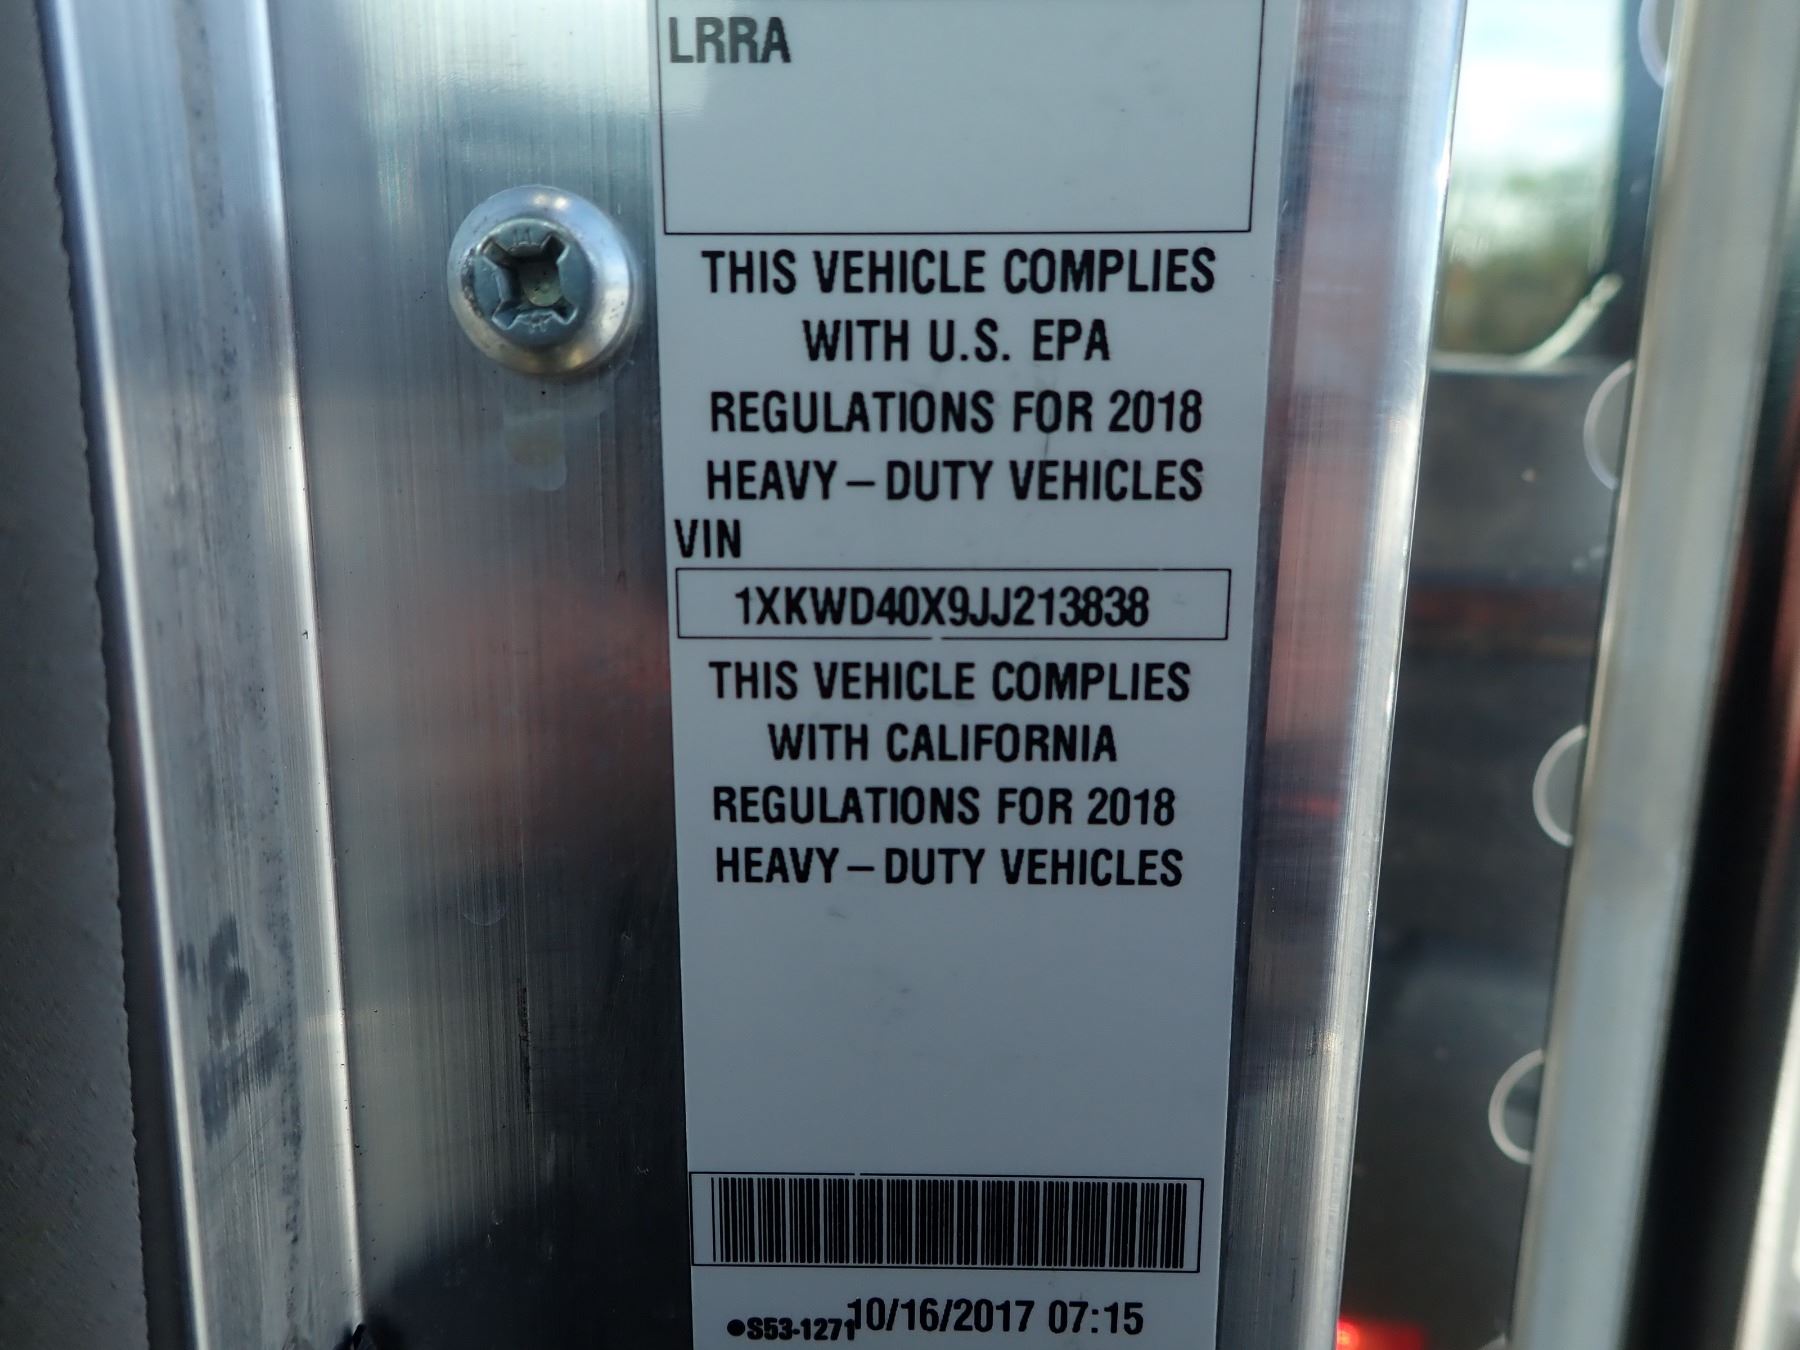 LRRA
THIS VEHICLE COMPLIES
WITH U.S. EPA
REGULATIONS FOR 2018
HEAVY–DUTY VEHICLES
VIN
1XKWD40X9JJ213838
THIS VEHICLE COMPLIES
WITH CALIFORNIA
REGULATIONS FOR 2018
HEAVY–DUTY VEHICLES
●S53-1271 10/16/2017 07:15